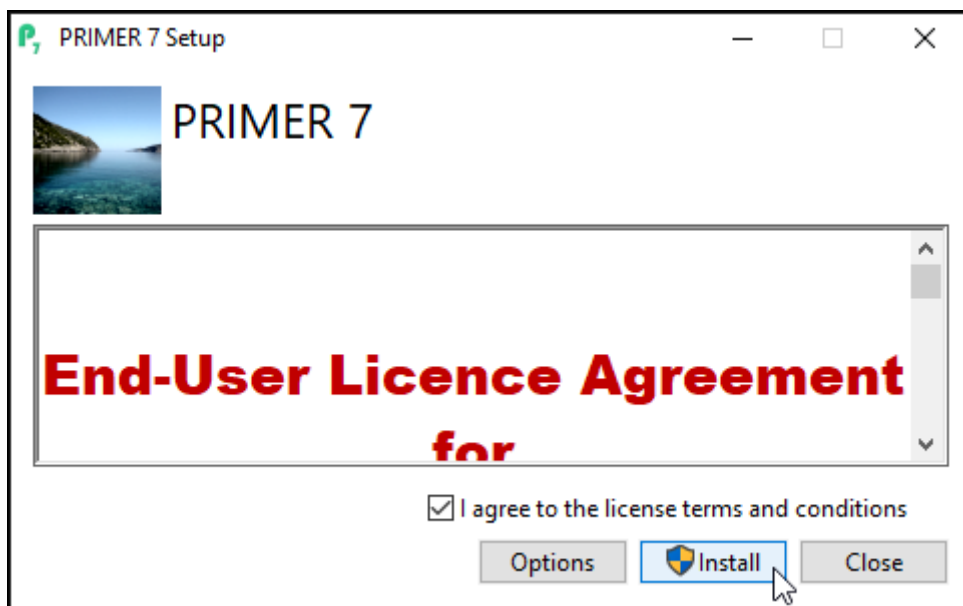 P7 PRIMER 7 Setup
PRIMER 7
End-User Licence Agreement
for
I agree to the license terms and conditions
Options Install Close